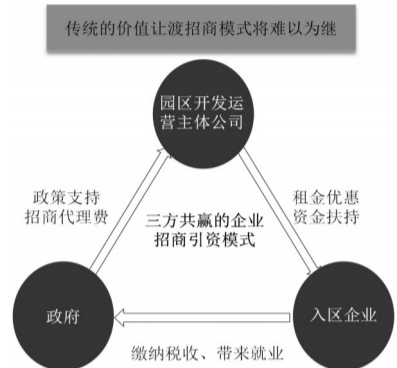 传统的价值让渡招商模式将难以为继
园区开发运
营主体公司
政策支持
招商代理费
租金优惠
资金扶持
三方共赢的企业
招商引资模式
政府
入区企业
缴纳税收、带来就业